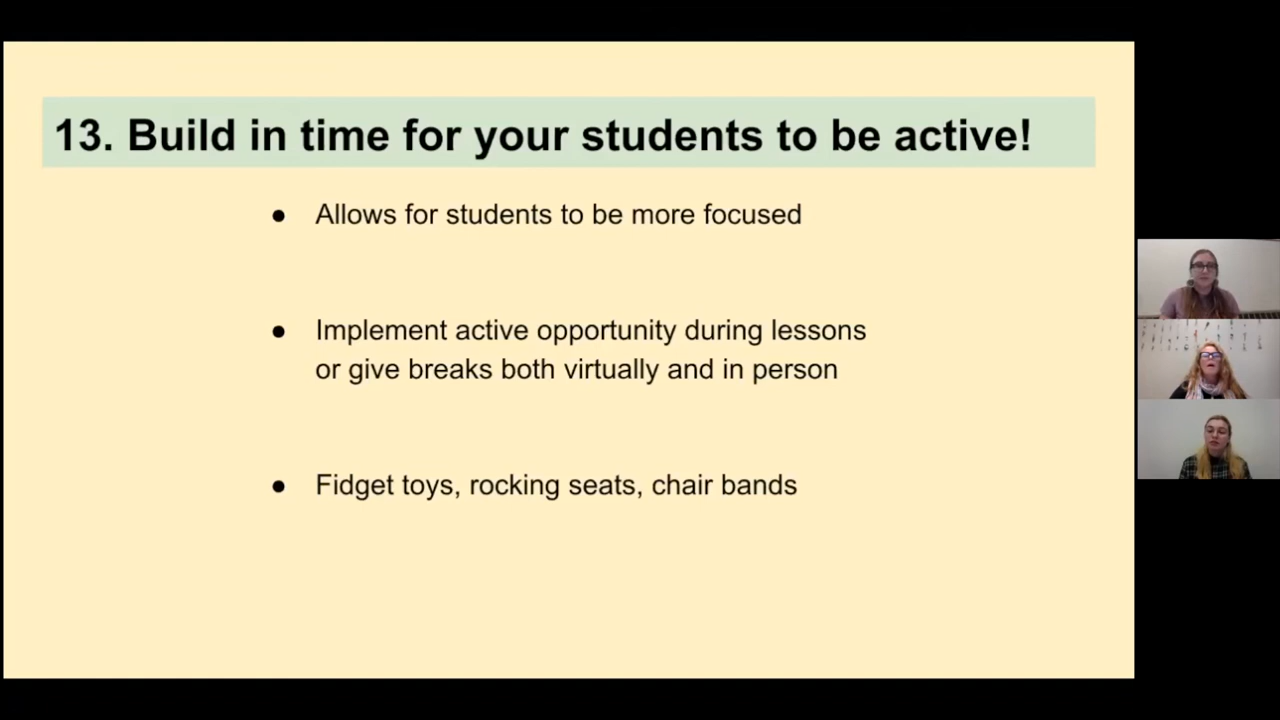 13. Build in time for your students to be active!
● Allows for students to be more focused
● Implement active opportunity during lessons
or give breaks both virtually and in person
● Fidget toys, rocking seats, chair bands